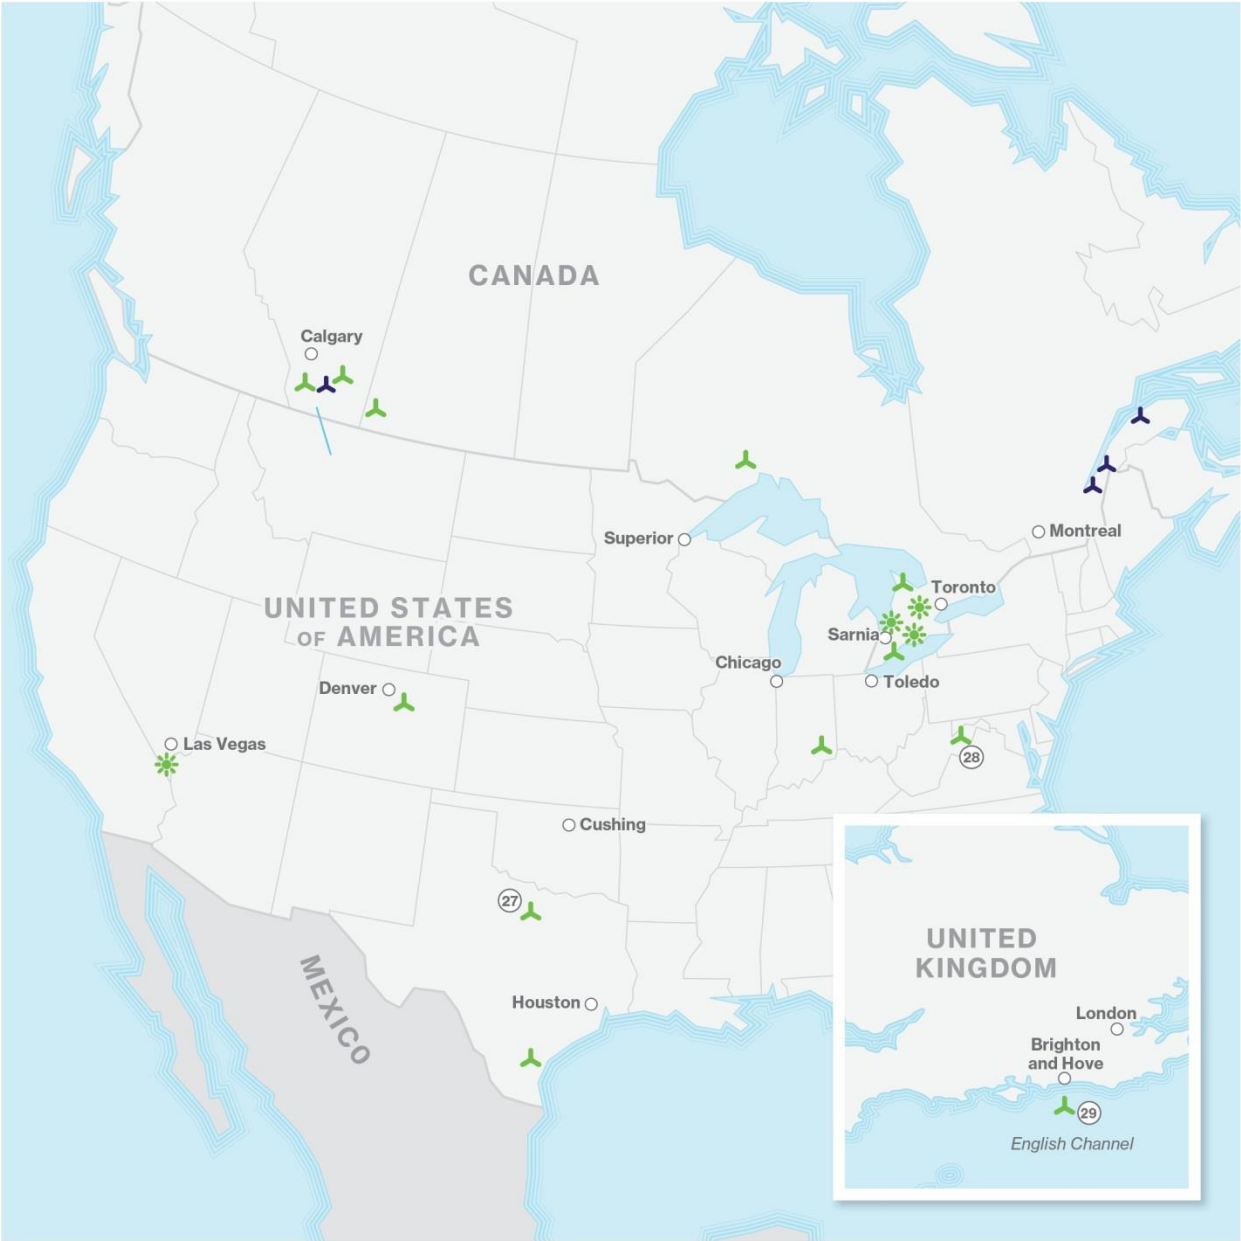 CANADA
Calgary
Superior
Montreal
Toronto
UNITED STATES
OF AMERICA
Sarnia
Chicago
Denver
Toledo
Las Vegas
28
Cushing
27
UNITED
KINGDOM
MEXICO
Houston
London
Brighton
and Hove
29
English Channel